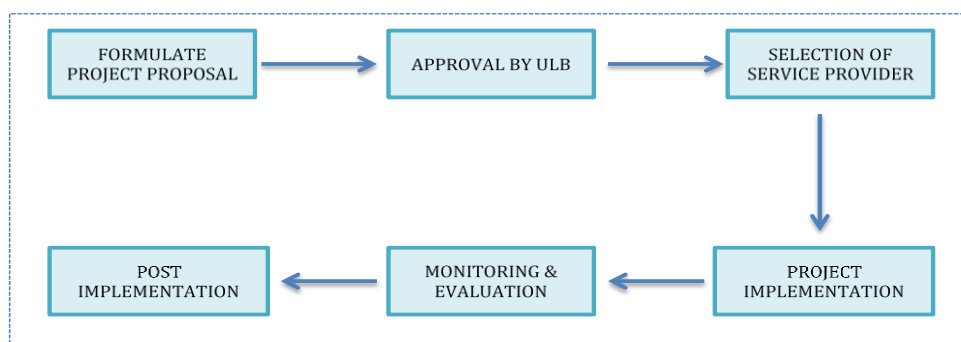 FORMULATE
PROJECT PROPOSAL
APPROVAL BY ULB
SELECTION OF
SERVICE PROVIDER
PROJECT
IMPLEMENTATION
MONITORING &
EVALUATION
POST
IMPLEMENTATION